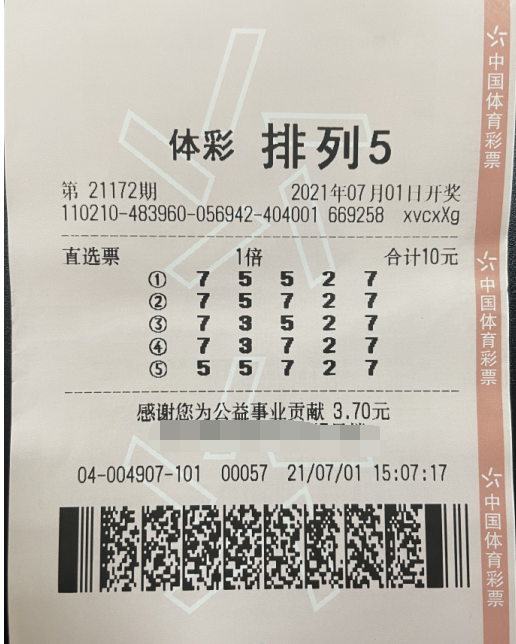 体彩 排列5
第 21172期 2021年07月01日开奖
110210-483960-056942-404001 669258 xvcxXg
直选票 1倍 合计10元
① 7 5 5 2 7
② 7 5 7 2 7
③ 7 3 5 2 7
④ 7 3 7 2 7
⑤ 5 5 7 2 7
感谢您为公益事业贡献 3.70元
04-004907-101 00057 21/07/01 15:07:17
中国体育彩票
中国体育彩票
中国体育彩票